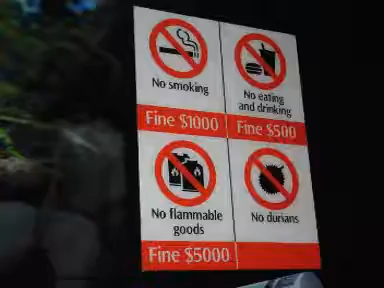 No smoking
No eating
and drinking
Fine $1000
Fine $500
No flammable
goods
No durians
Fine $5000